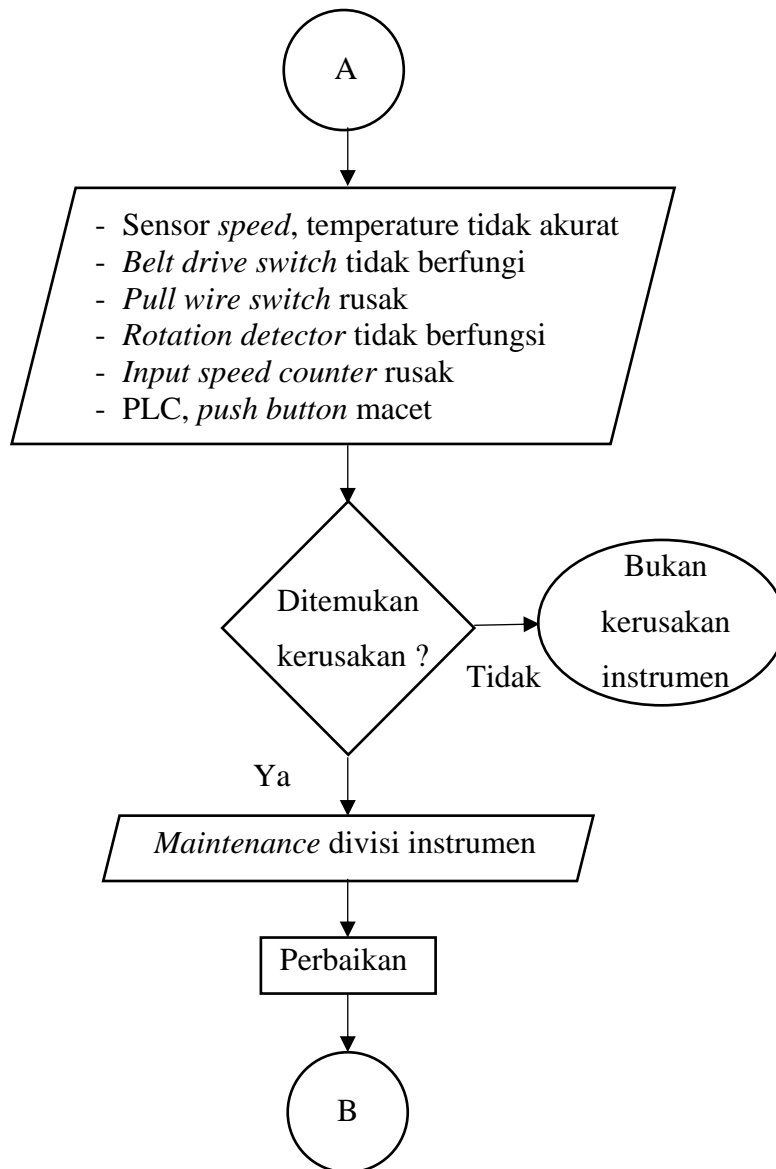 A
- Sensor speed, temperature tidak akurat
- Belt drive switch tidak berfungi
- Pull wire switch rusak
- Rotation detector tidak berfungsi
- Input speed counter rusak
- PLC, push button macet
Ditemukan
kerusakan ?
Tidak
Bukan
kerusakan
instrumen
Ya
Maintenance divisi instrumen
Perbaikan
B